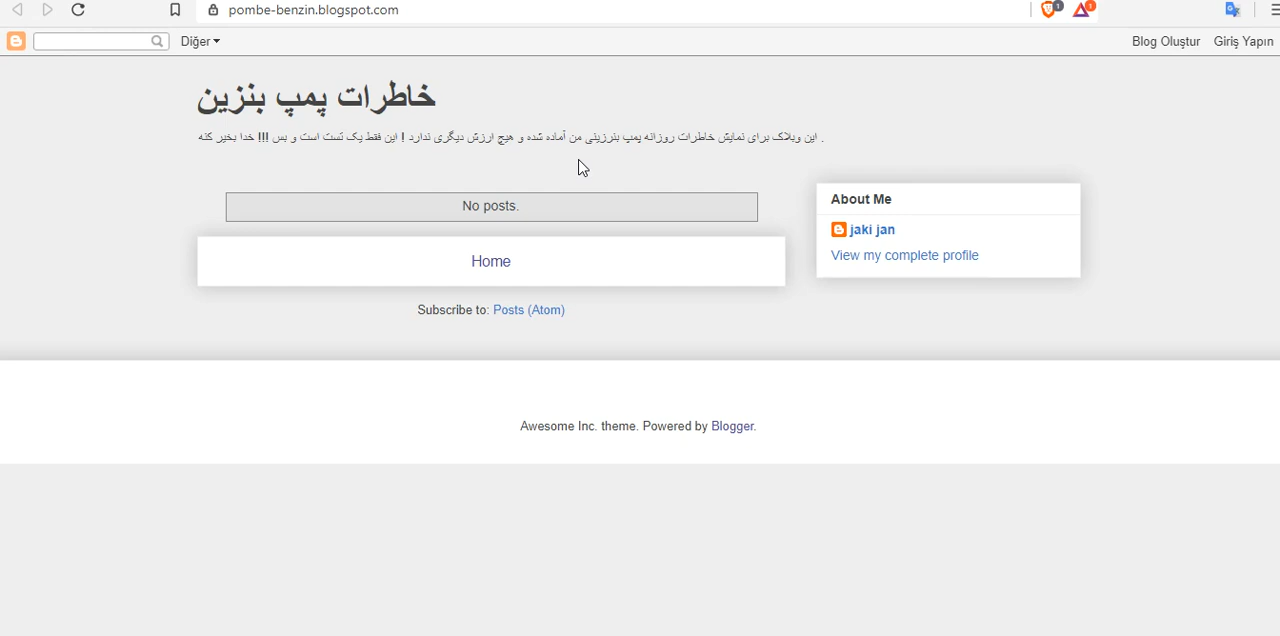 pombe-benzin.blogspot.com
1
1
Diğer
Blog Oluştur
Giriş Yapın
خاطرات پمپ بنزین
این وبلاگ برای نمایش خاطرات روزانه پمپ بنزینی من آماده شده و هیچ ارزش دیگری ندارد ! این فقط یک تست است و بس !!! خدا بخیر کنه .
No posts.
Home
Subscribe to: Posts (Atom)
About Me
jaki jan
View my complete profile
Awesome Inc. theme. Powered by Blogger.